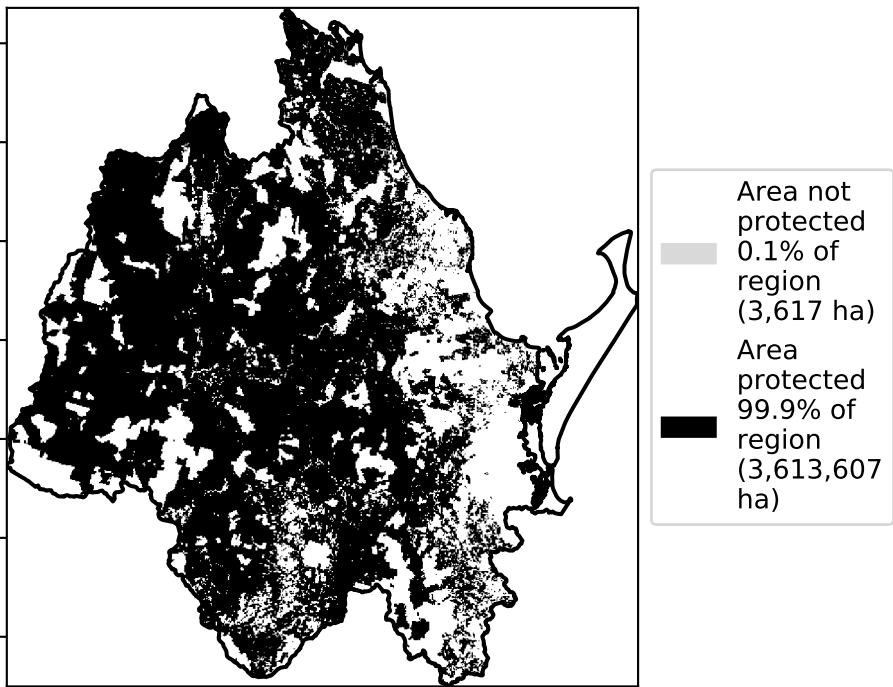 Area not
protected
0.1% of
region
(3,617 ha)
Area
protected
99.9% of
region
(3,613,607
ha)